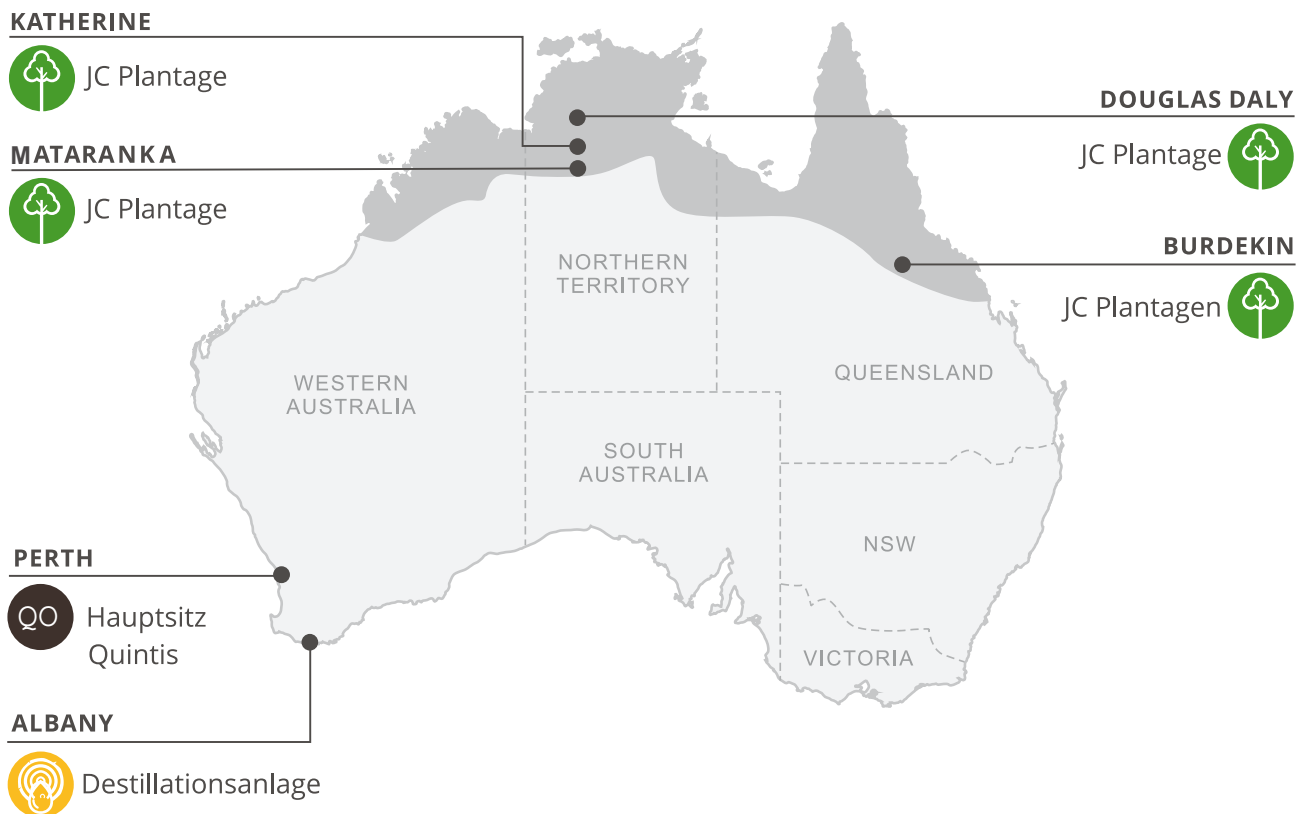 KATHERINE
JC Plantage
MATARANKA
JC Plantage
DOUGLAS DALY
JC Plantage
BURDEKIN
JC Plantagen
NORTHERN
TERRITORY
WESTERN
AUSTRALIA
QUEENSLAND
SOUTH
AUSTRALIA
NSW
VICTORIA
PERTH
QO
Hauptsitz
Quintis
ALBANY
Destillationsanlage